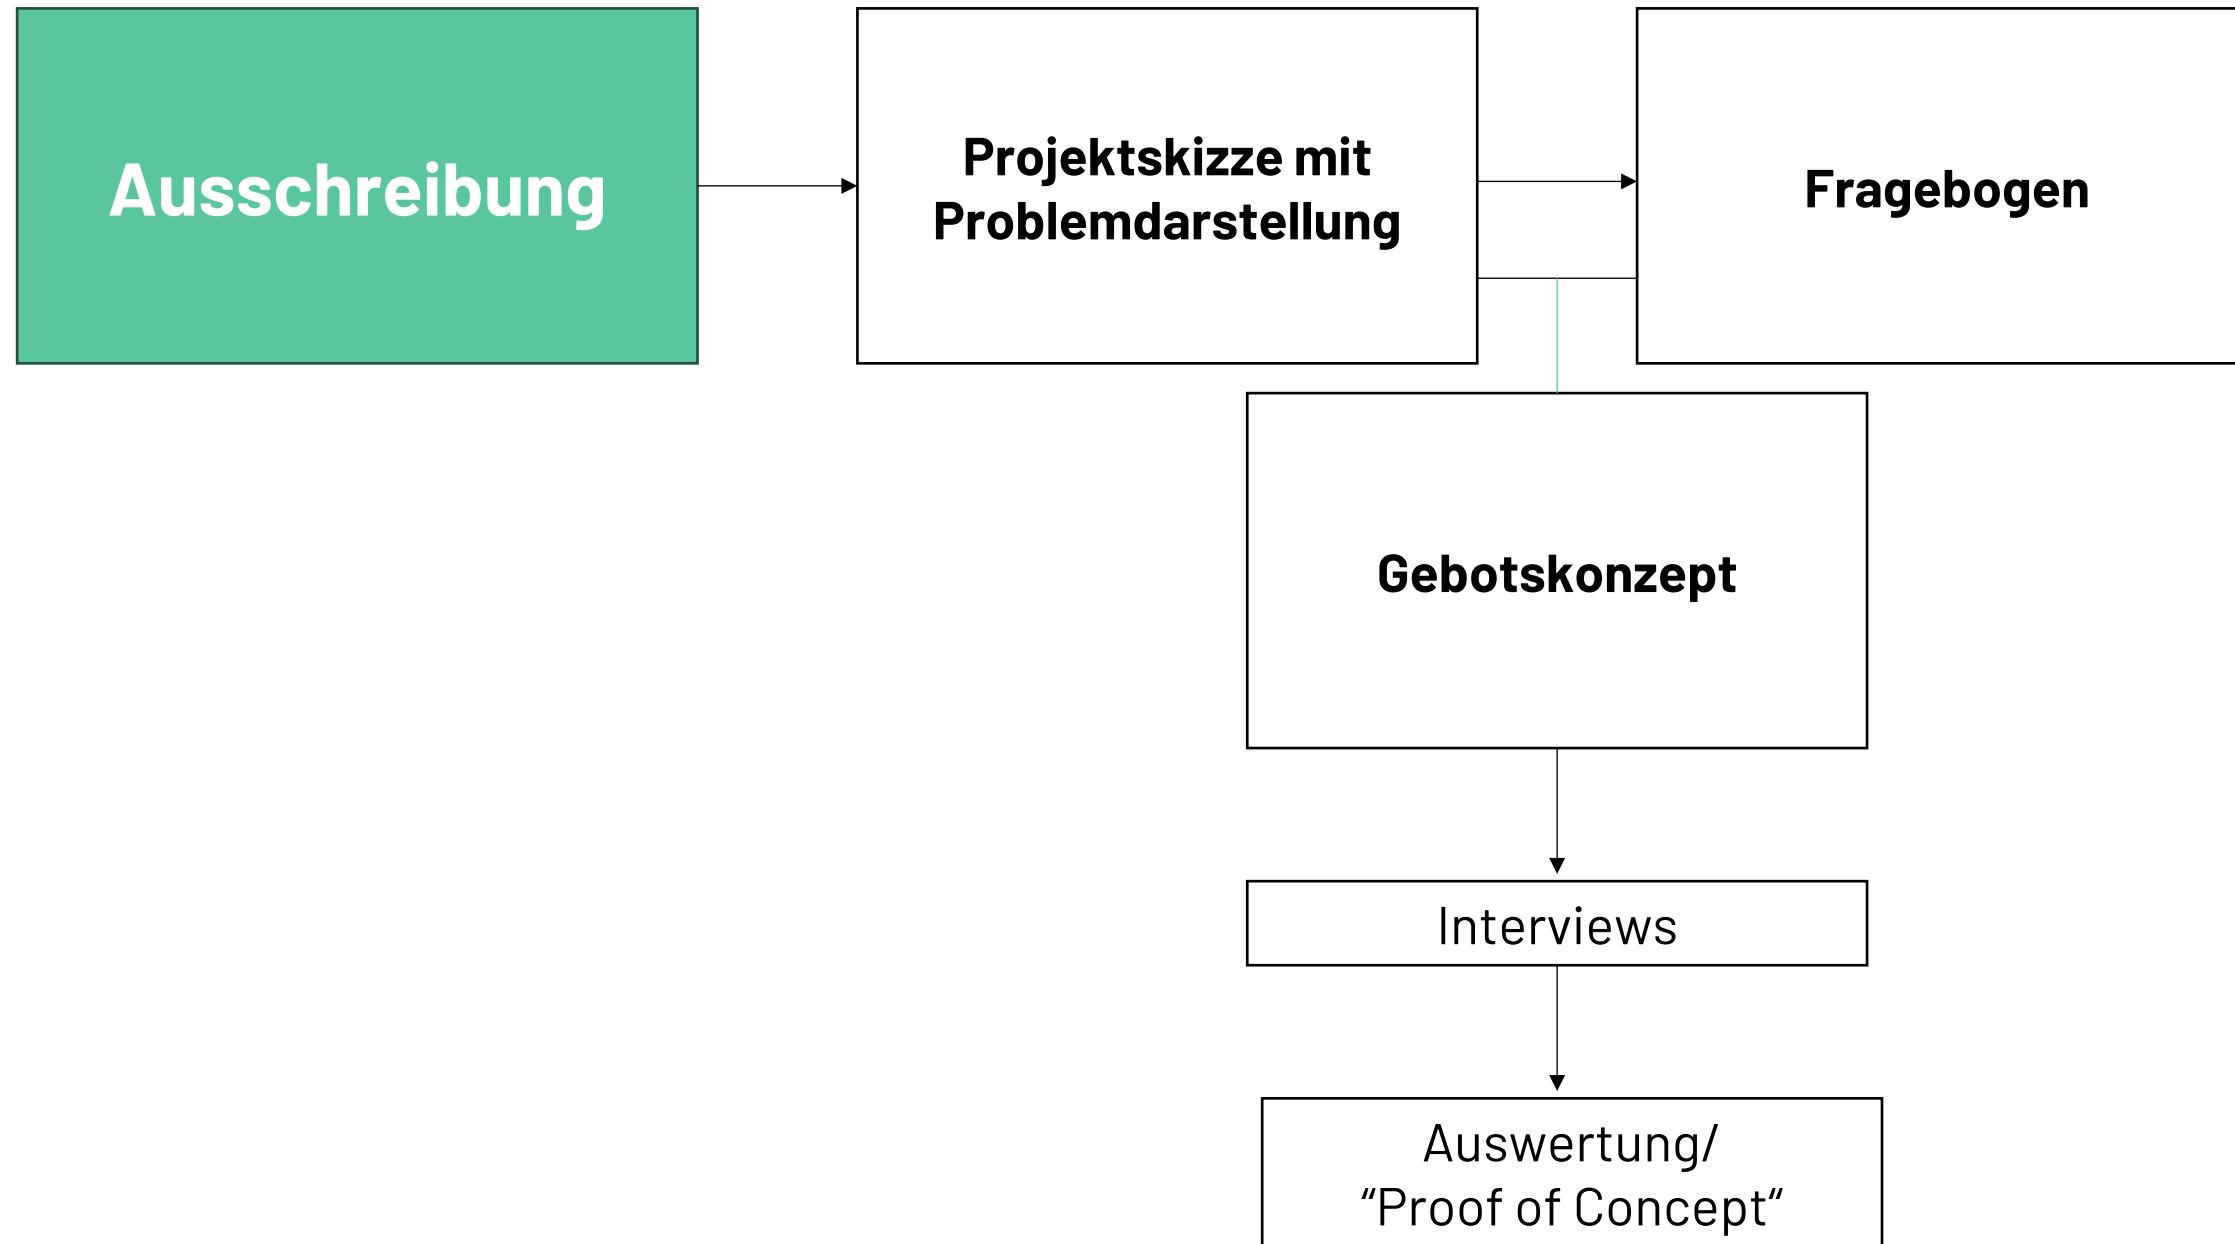 Ausschreibung
Projektskizze mit
Problemdarstellung
Fragebogen
Gebotskonzept
Interviews
Auswertung/
“Proof of Concept“